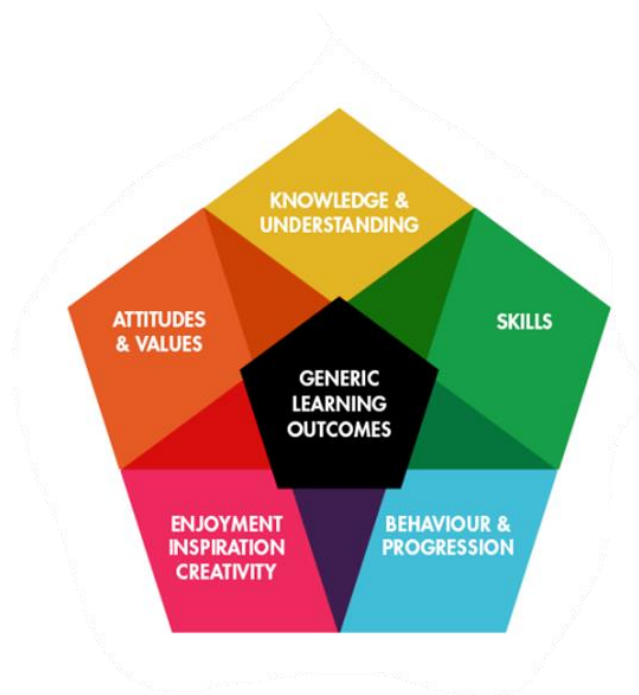 KNOWLEDGE &
UNDERSTANDING
ATTITUDES
& VALUES
SKILLS
GENERIC
LEARNING
OUTCOMES
ENJOYMENT
INSPIRATION
CREATIVITY
BEHAVIOUR &
PROGRESSION